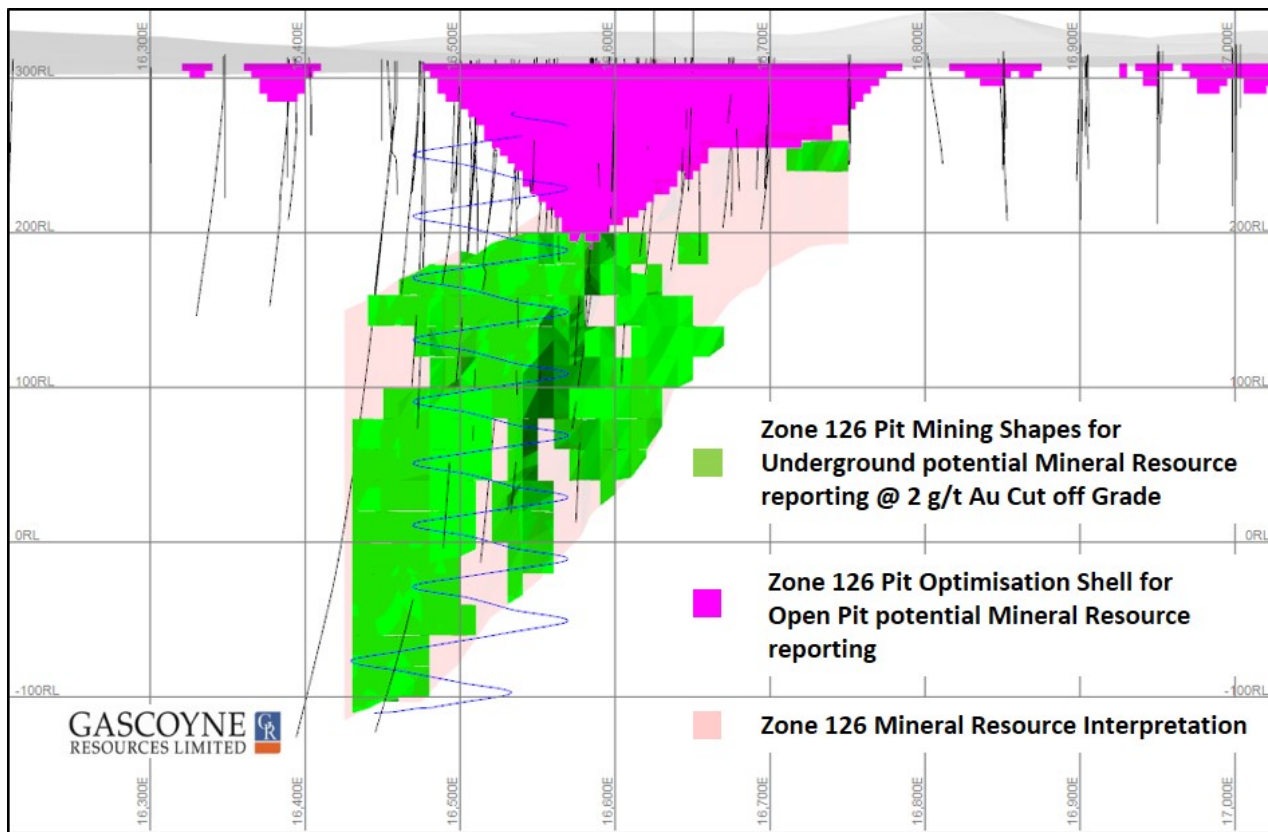 16,300E 16,400E 16,500E 16,600E 16,700E 16,800E 16,900E 17,000E
300RL
200RL 200RL
100RL 100RL
Zone 126 Pit Mining Shapes for
Underground potential Mineral Resource
reporting @ 2 g/t Au Cut off Grade
0RL 0RL
Zone 126 Pit Optimisation Shell for
Open Pit potential Mineral Resource
reporting
-100RL -100RL
GASCOYNE GR
RESOURCES LIMITED
Zone 126 Mineral Resource Interpretation
16,300E 16,400E 16,500E 16,600E 16,700E 16,800E 16,900E 17,000E